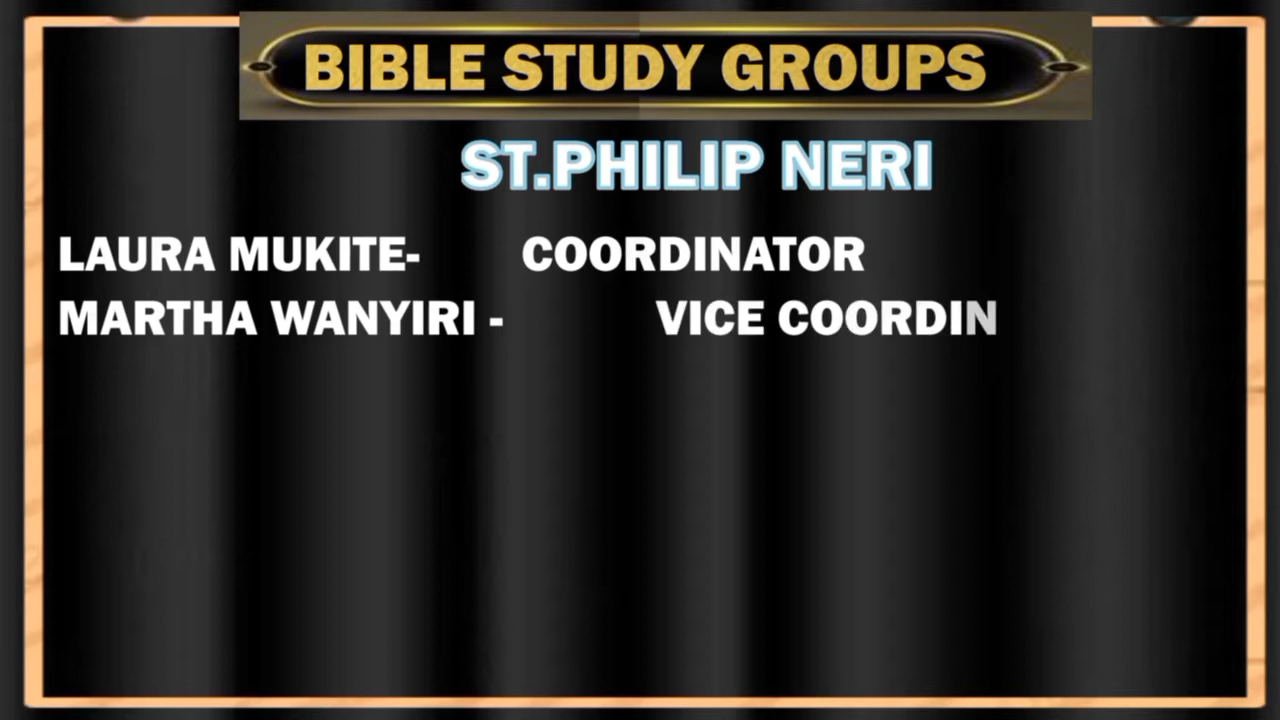 BIBLE STUDY GROUPS
ST.PHILIP NERI
LAURA MUKITE- COORDINATOR
MARTHA WANYIRI - VICE COORDIN